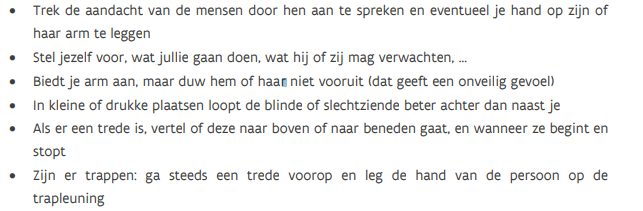 • Trek de aandacht van de mensen door hen aan te spreken en eventueel je hand op zijn of
haar arm te leggen
• Stel jezelf voor, wat jullie gaan doen, wat hij of zij mag verwachten, ...
• Biedt je arm aan, maar duw hem of haar niet vooruit (dat geeft een onveilig gevoel)
• In kleine of drukke plaatsen loopt de blinde of slechtziende beter achter dan naast je
• Als er een trede is, vertel of deze naar boven of naar beneden gaat, en wanneer ze begint en
stopt
• Zijn er trappen: ga steeds een trede voorop en leg de hand van de persoon op de
trapleuning